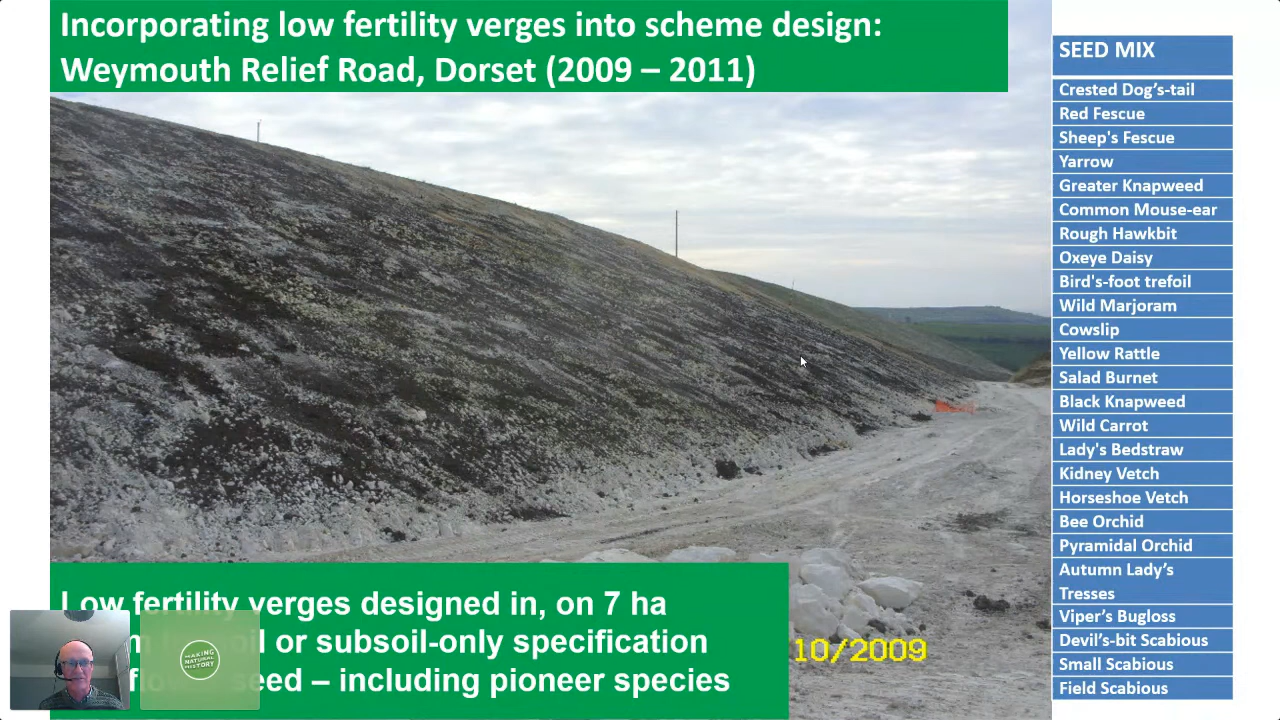 Incorporating low fertility verges into scheme design:
Weymouth Relief Road, Dorset (2009 – 2011)
SEED MIX
Crested Dog’s-tail
Red Fescue
Sheep's Fescue
Yarrow
Greater Knapweed
Common Mouse-ear
Rough Hawkbit
Oxeye Daisy
Bird's-foot trefoil
Wild Marjoram
Cowslip
Yellow Rattle
Salad Burnet
Black Knapweed
Wild Carrot
Lady's Bedstraw
Kidney Vetch
Horseshoe Vetch
Bee Orchid
Pyramidal Orchid
Autumn Lady’s
Tresses
Viper’s Bugloss
Devil’s-bit Scabious
Small Scabious
Field Scabious
Low fertility verges designed in, on 7 ha
or subsoil-only specification
seed – including pioneer species
10/2009
MAKING
NATURAL
HISTORY